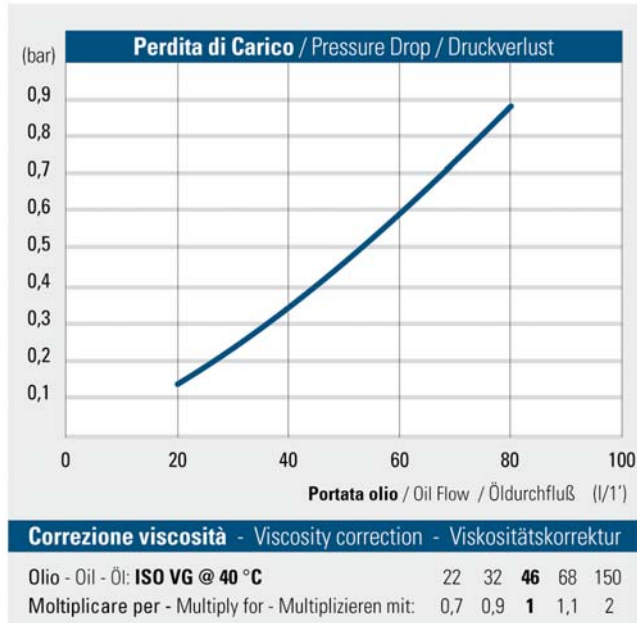 Perdita di Carico / Pressure Drop / Druckverlust
(bar)
0,9
0,8
0,7
0,6
0,5
0,4
0,3
0,2
0,1
0 20 40 60 80 100
Portata olio / Oil Flow / Öldurchfluß (l/1')
Correzione viscosità - Viscosity correction - Viskositätskorrektur
Olio - Oil - Öl: ISO VG @ 40 °C 22 32 46 68 150
Moltiplicare per - Multiply for - Multiplizieren mit: 0,7 0,9 1 1,1 2